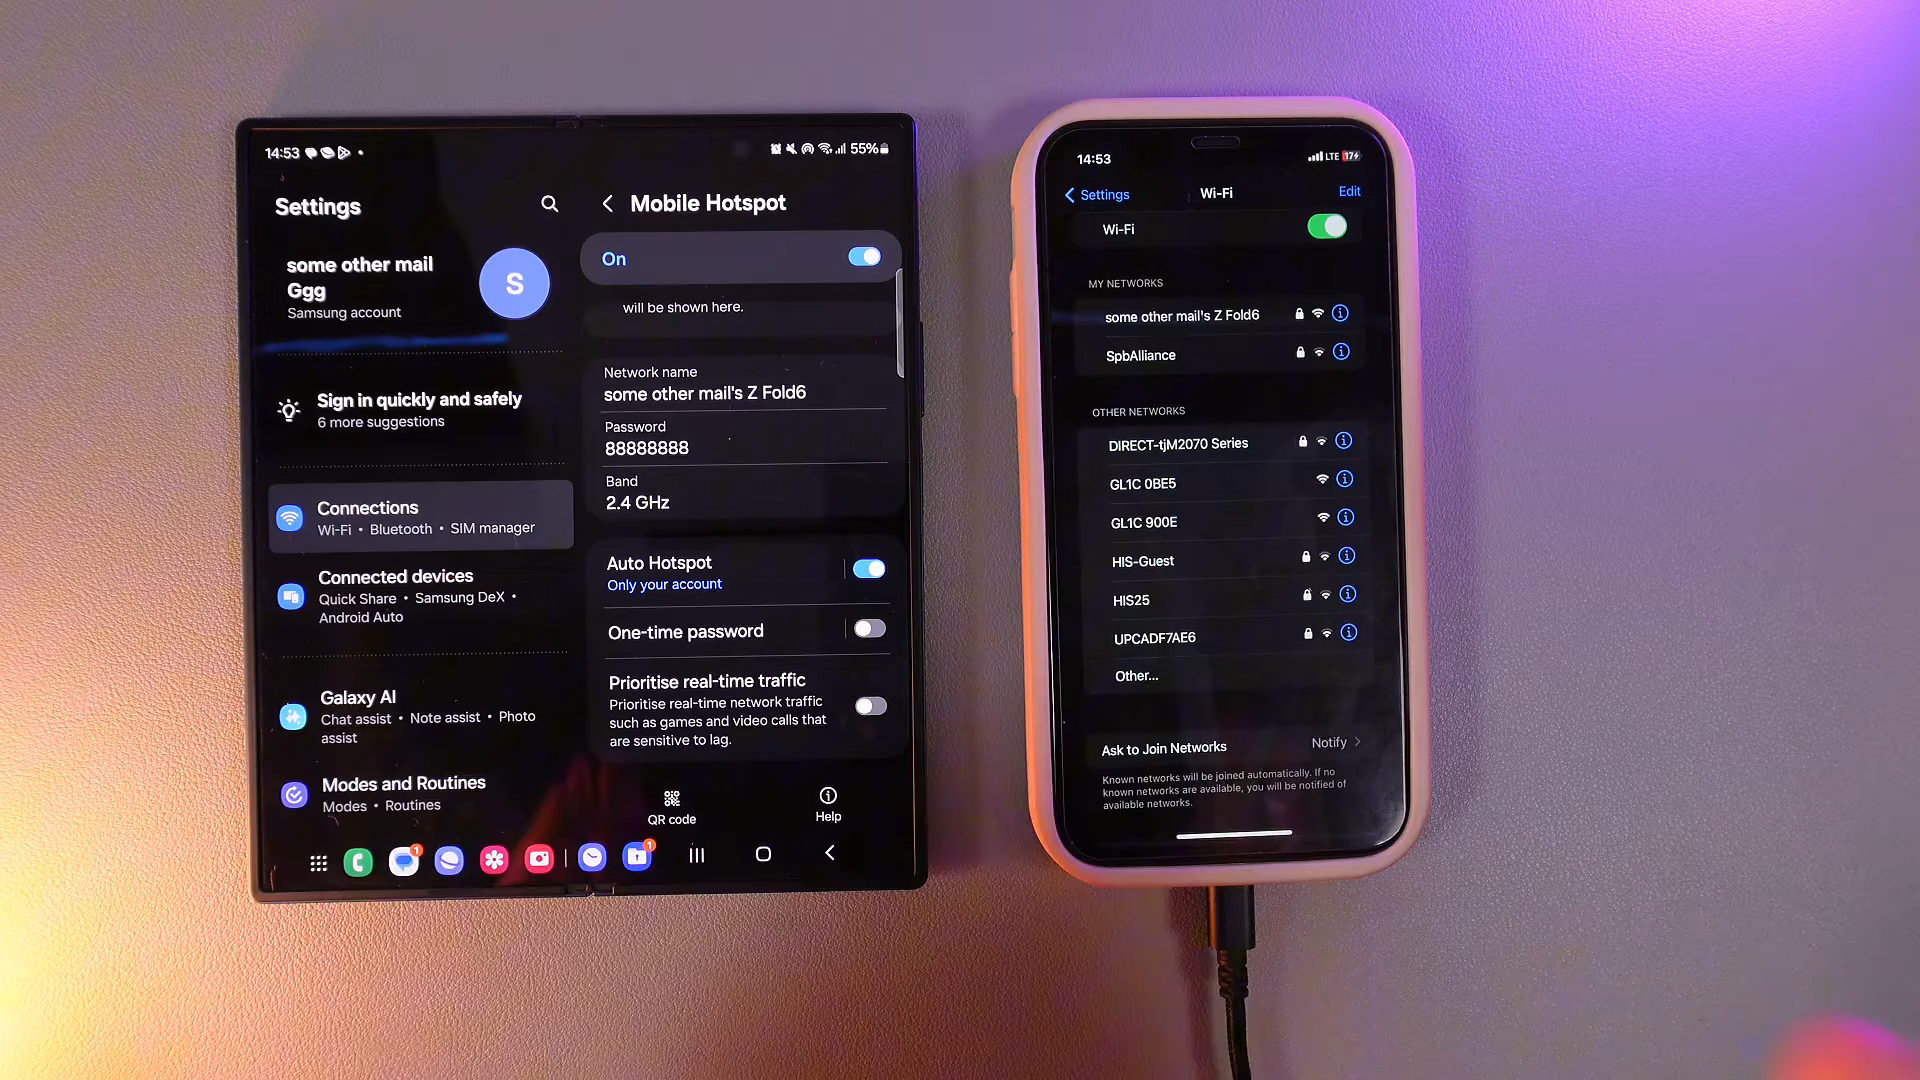 14:53
55%
Settings
some other mail
Ggg
Samsung account
S
Sign in quickly and safely
6 more suggestions
Connections
Wi-Fi • Bluetooth • SIM manager
Connected devices
Quick Share • Samsung DeX •
Android Auto
Galaxy AI
Chat assist • Note assist • Photo
assist
Modes and Routines
Modes • Routines
1
1
Mobile Hotspot
On
will be shown here.
Network name
some other mail's Z Fold6
Password
88888888
Band
2.4 GHz
Auto Hotspot
Only your account
One-time password
Prioritise real-time traffic
Prioritise real-time network traffic
such as games and video calls that
are sensitive to lag.
QR code
Help
14:53
LTE 17
Settings
Wi-Fi
Edit
Wi-Fi
MY NETWORKS
some other mail's Z Fold6
SpbAlliance
OTHER NETWORKS
DIRECT-tjM2070 Series
GL1C 0BE5
GL1C 900E
HIS-Guest
HIS25
UPCADF7AE6
Other...
Ask to Join Networks
Notify
Known networks will be joined automatically. If no
known networks are available, you will be notified of
available networks.